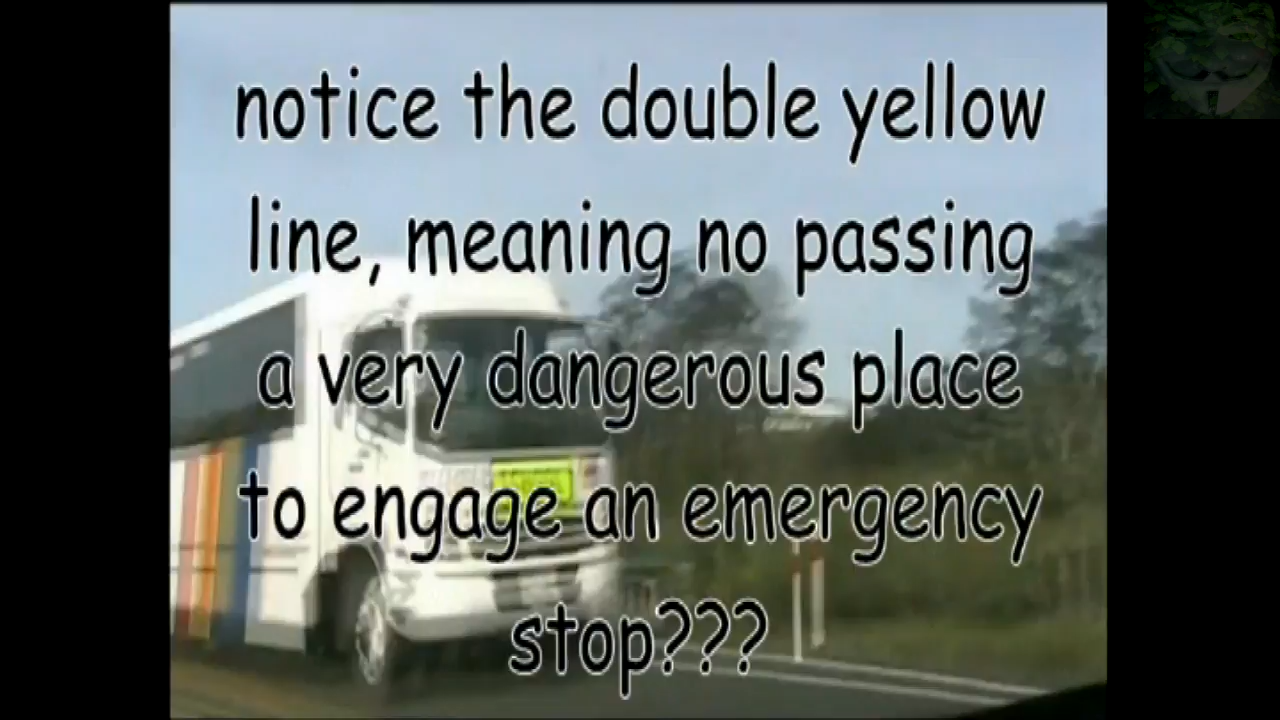 notice the double yellow
line, meaning no passing
a very dangerous place
to engage an emergency
stop???